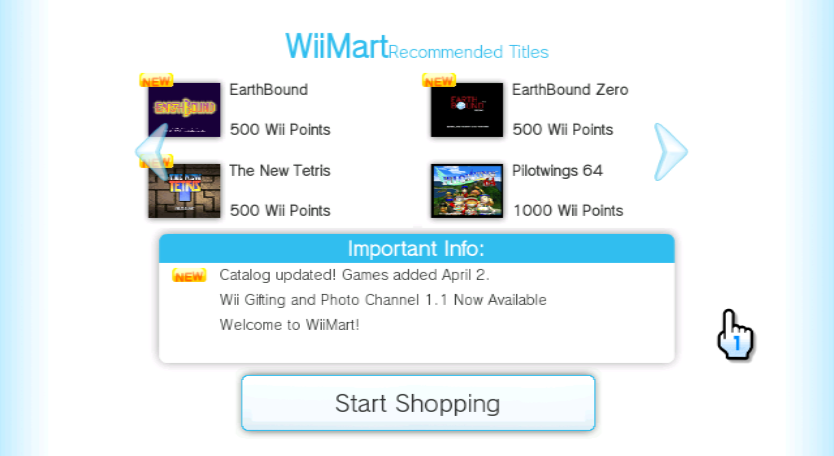 WiiMart Recommended Titles
NEW
EarthBound
500 Wii Points
NEW
EarthBound Zero
500 Wii Points
NEW
The New Tetris
500 Wii Points
Pilotwings 64
1000 Wii Points
Important Info:
NEW Catalog updated! Games added April 2.
Wii Gifting and Photo Channel 1.1 Now Available
Welcome to WiiMart!
1
Start Shopping